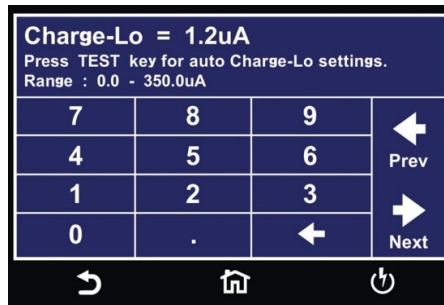 Charge-Lo = 1.2uA
Press TEST key for auto Charge-Lo settings.
Range : 0.0 - 350.0uA
7 8 9
4 5 6
Prev
1 2 3
0 .
Next